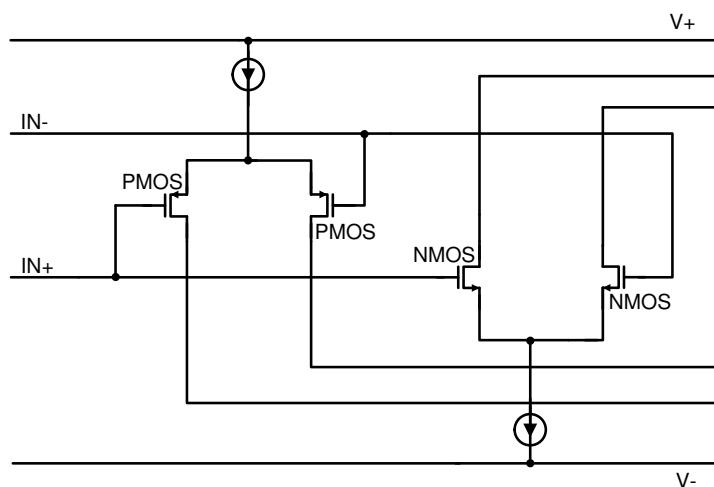 V+
IN-
PMOS
PMOS
NMOS
IN+
NMOS
V-